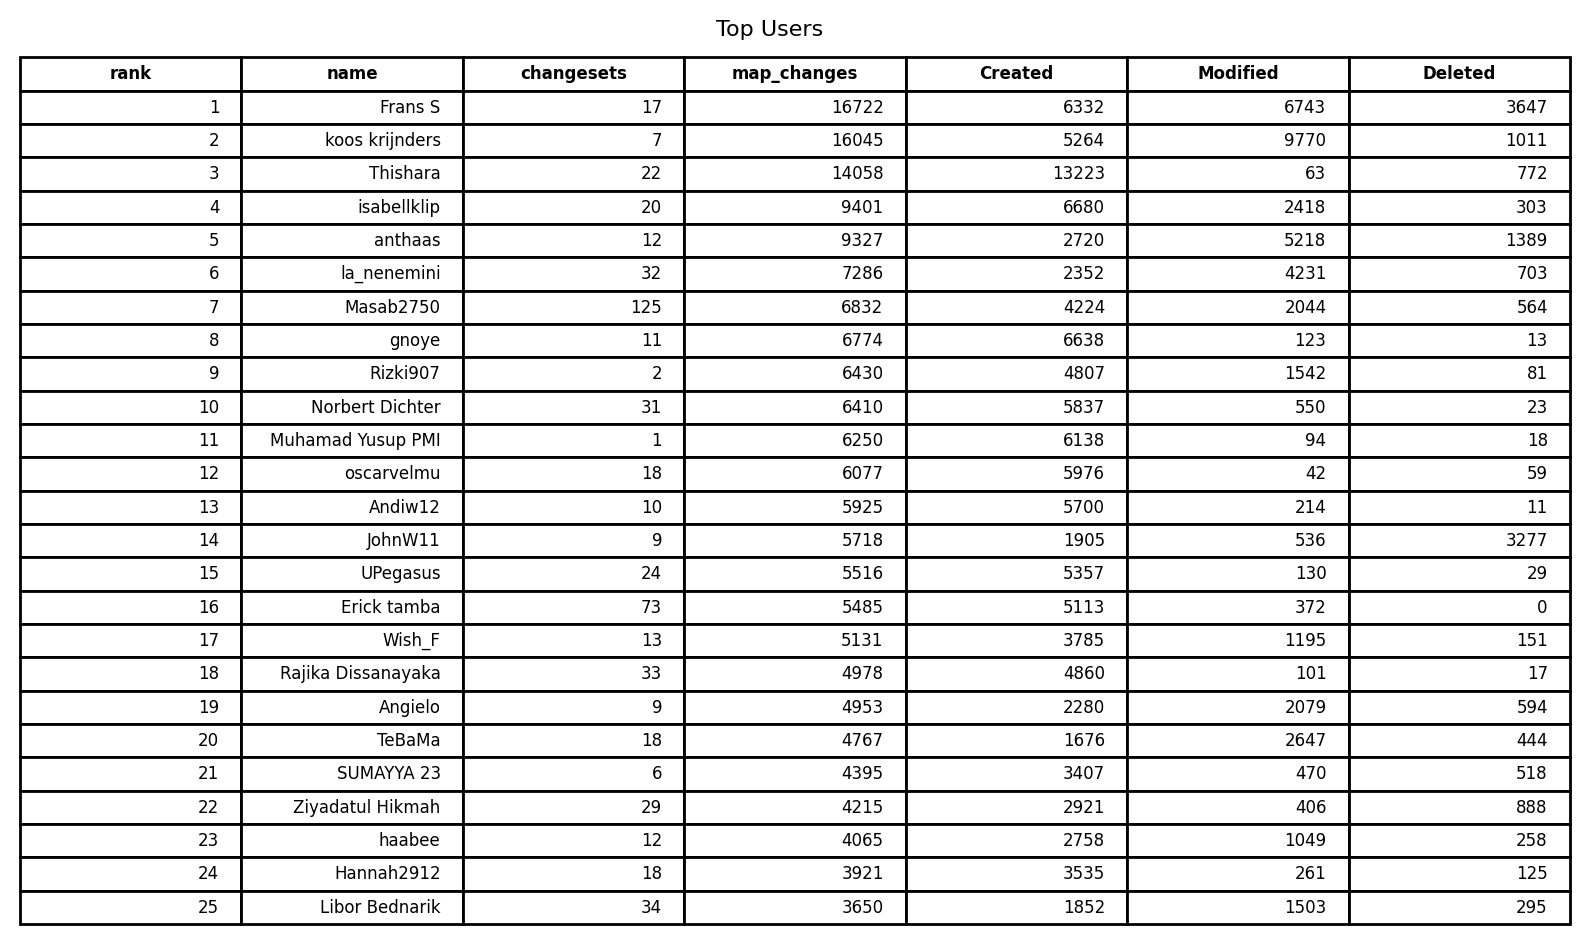 Top Users
rank name changesets map_changes Created Modified Deleted
1 Frans S 17 16722 6332 6743 3647
2 koos krijnders 7 16045 5264 9770 1011
3 Thishara 22 14058 13223 63 772
4 isabellklip 20 9401 6680 2418 303
5 anthaas 12 9327 2720 5218 1389
6 la_nenemini 32 7286 2352 4231 703
7 Masab2750 125 6832 4224 2044 564
8 gnoye 11 6774 6638 123 13
9 Rizki907 2 6430 4807 1542 81
10 Norbert Dichter 31 6410 5837 550 23
11 Muhamad Yusup PMI 1 6250 6138 94 18
12 oscarvelmu 18 6077 5976 42 59
13 Andiw12 10 5925 5700 214 11
14 JohnW11 9 5718 1905 536 3277
15 UPegasus 24 5516 5357 130 29
16 Erick tamba 73 5485 5113 372 0
17 Wish_F 13 5131 3785 1195 151
18 Rajika Dissanayaka 33 4978 4860 101 17
19 Angielo 9 4953 2280 2079 594
20 TeBaMa 18 4767 1676 2647 444
21 SUMAYYA 23 6 4395 3407 470 518
22 Ziyadatul Hikmah 29 4215 2921 406 888
23 haabee 12 4065 2758 1049 258
24 Hannah2912 18 3921 3535 261 125
25 Libor Bednarik 34 3650 1852 1503 295